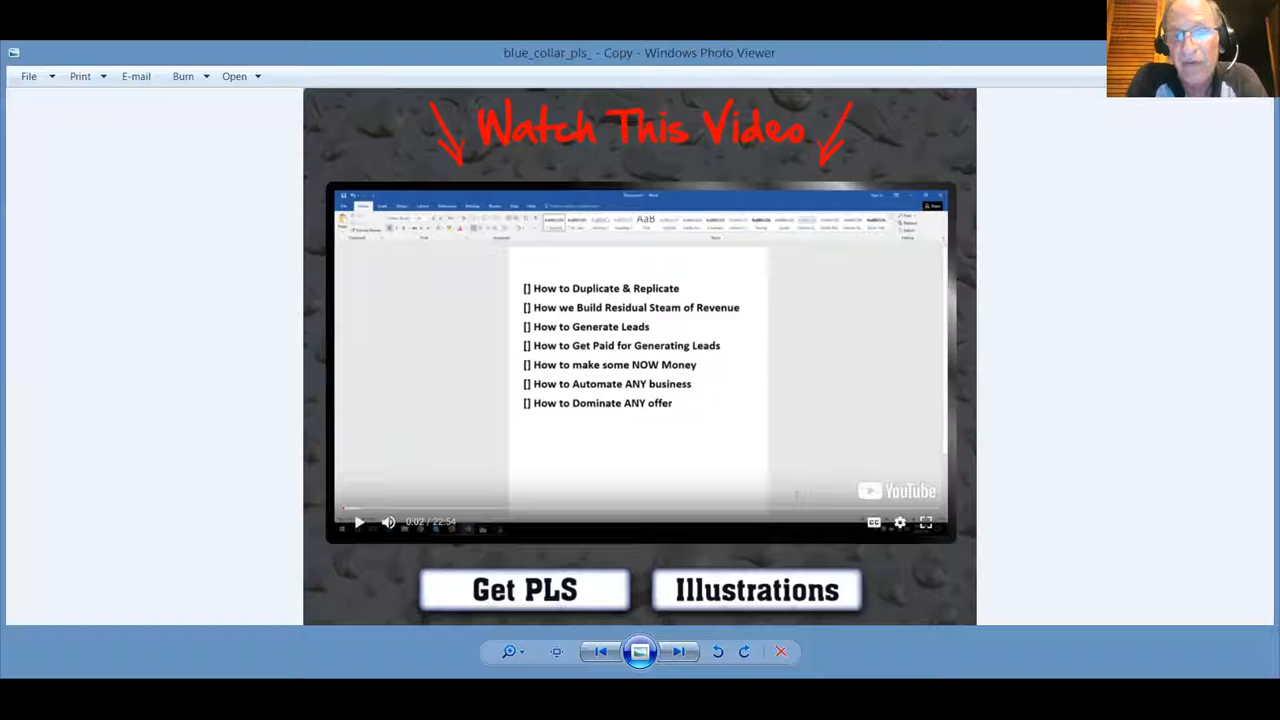 blue_collar_pls_ - Copy - Windows Photo Viewer
File Print E-mail Burn Open
Watch This Video
[] How to Duplicate & Replicate
[] How we Build Residual Steam of Revenue
[] How to Generate Leads
[] How to Get Paid for Generating Leads
[] How to make some NOW Money
[] How to Automate ANY business
[] How to Dominate ANY offer
YouTube
0:02 / 22:54
CC
Get PLS Illustrations